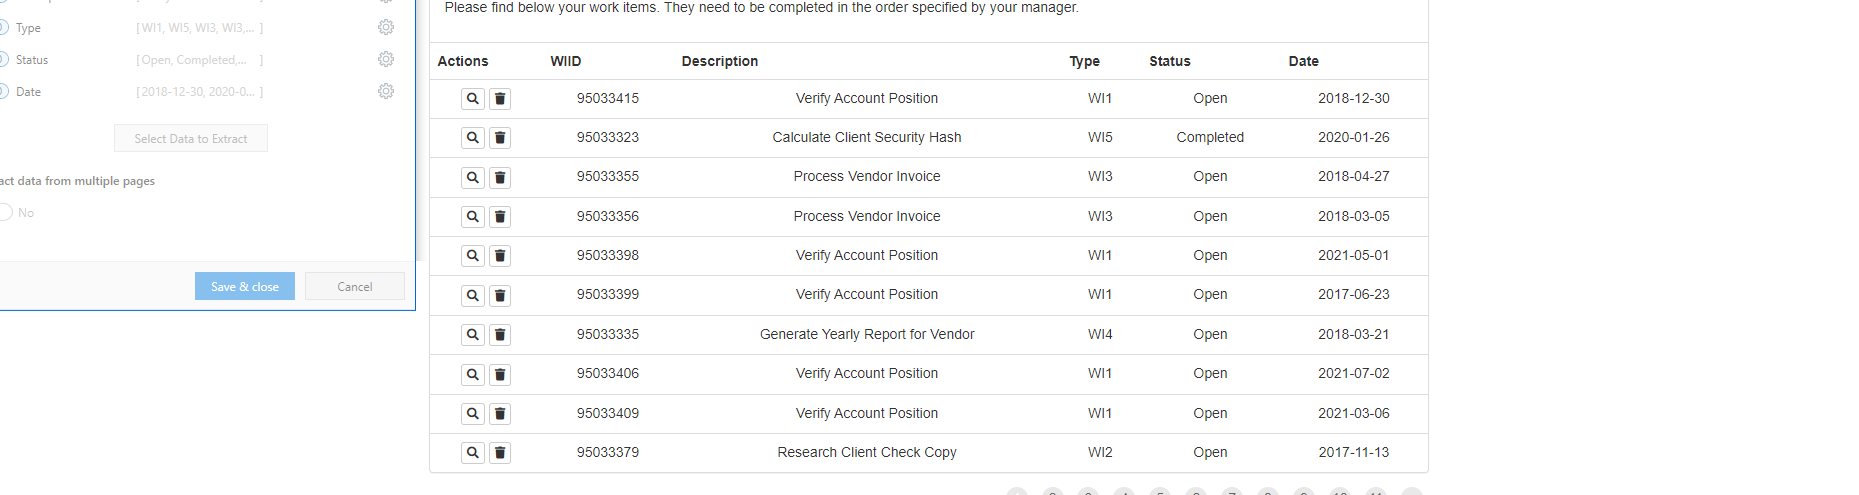 Type [WI1, WI5, WI3, WI3,... ]
Status [Open, Completed,... ]
Date [2018-12-30, 2020-0... ]
Select Data to Extract
act data from multiple pages
No
Save & close Cancel
Please find below your work items. They need to be completed in the order specified by your manager.
Actions WIID Description Type Status Date
95033415 Verify Account Position WI1 Open 2018-12-30
95033323 Calculate Client Security Hash WI5 Completed 2020-01-26
95033355 Process Vendor Invoice WI3 Open 2018-04-27
95033356 Process Vendor Invoice WI3 Open 2018-03-05
95033398 Verify Account Position WI1 Open 2021-05-01
95033399 Verify Account Position WI1 Open 2017-06-23
95033335 Generate Yearly Report for Vendor WI4 Open 2018-03-21
95033406 Verify Account Position WI1 Open 2021-07-02
95033409 Verify Account Position WI1 Open 2021-03-06
95033379 Research Client Check Copy WI2 Open 2017-11-13